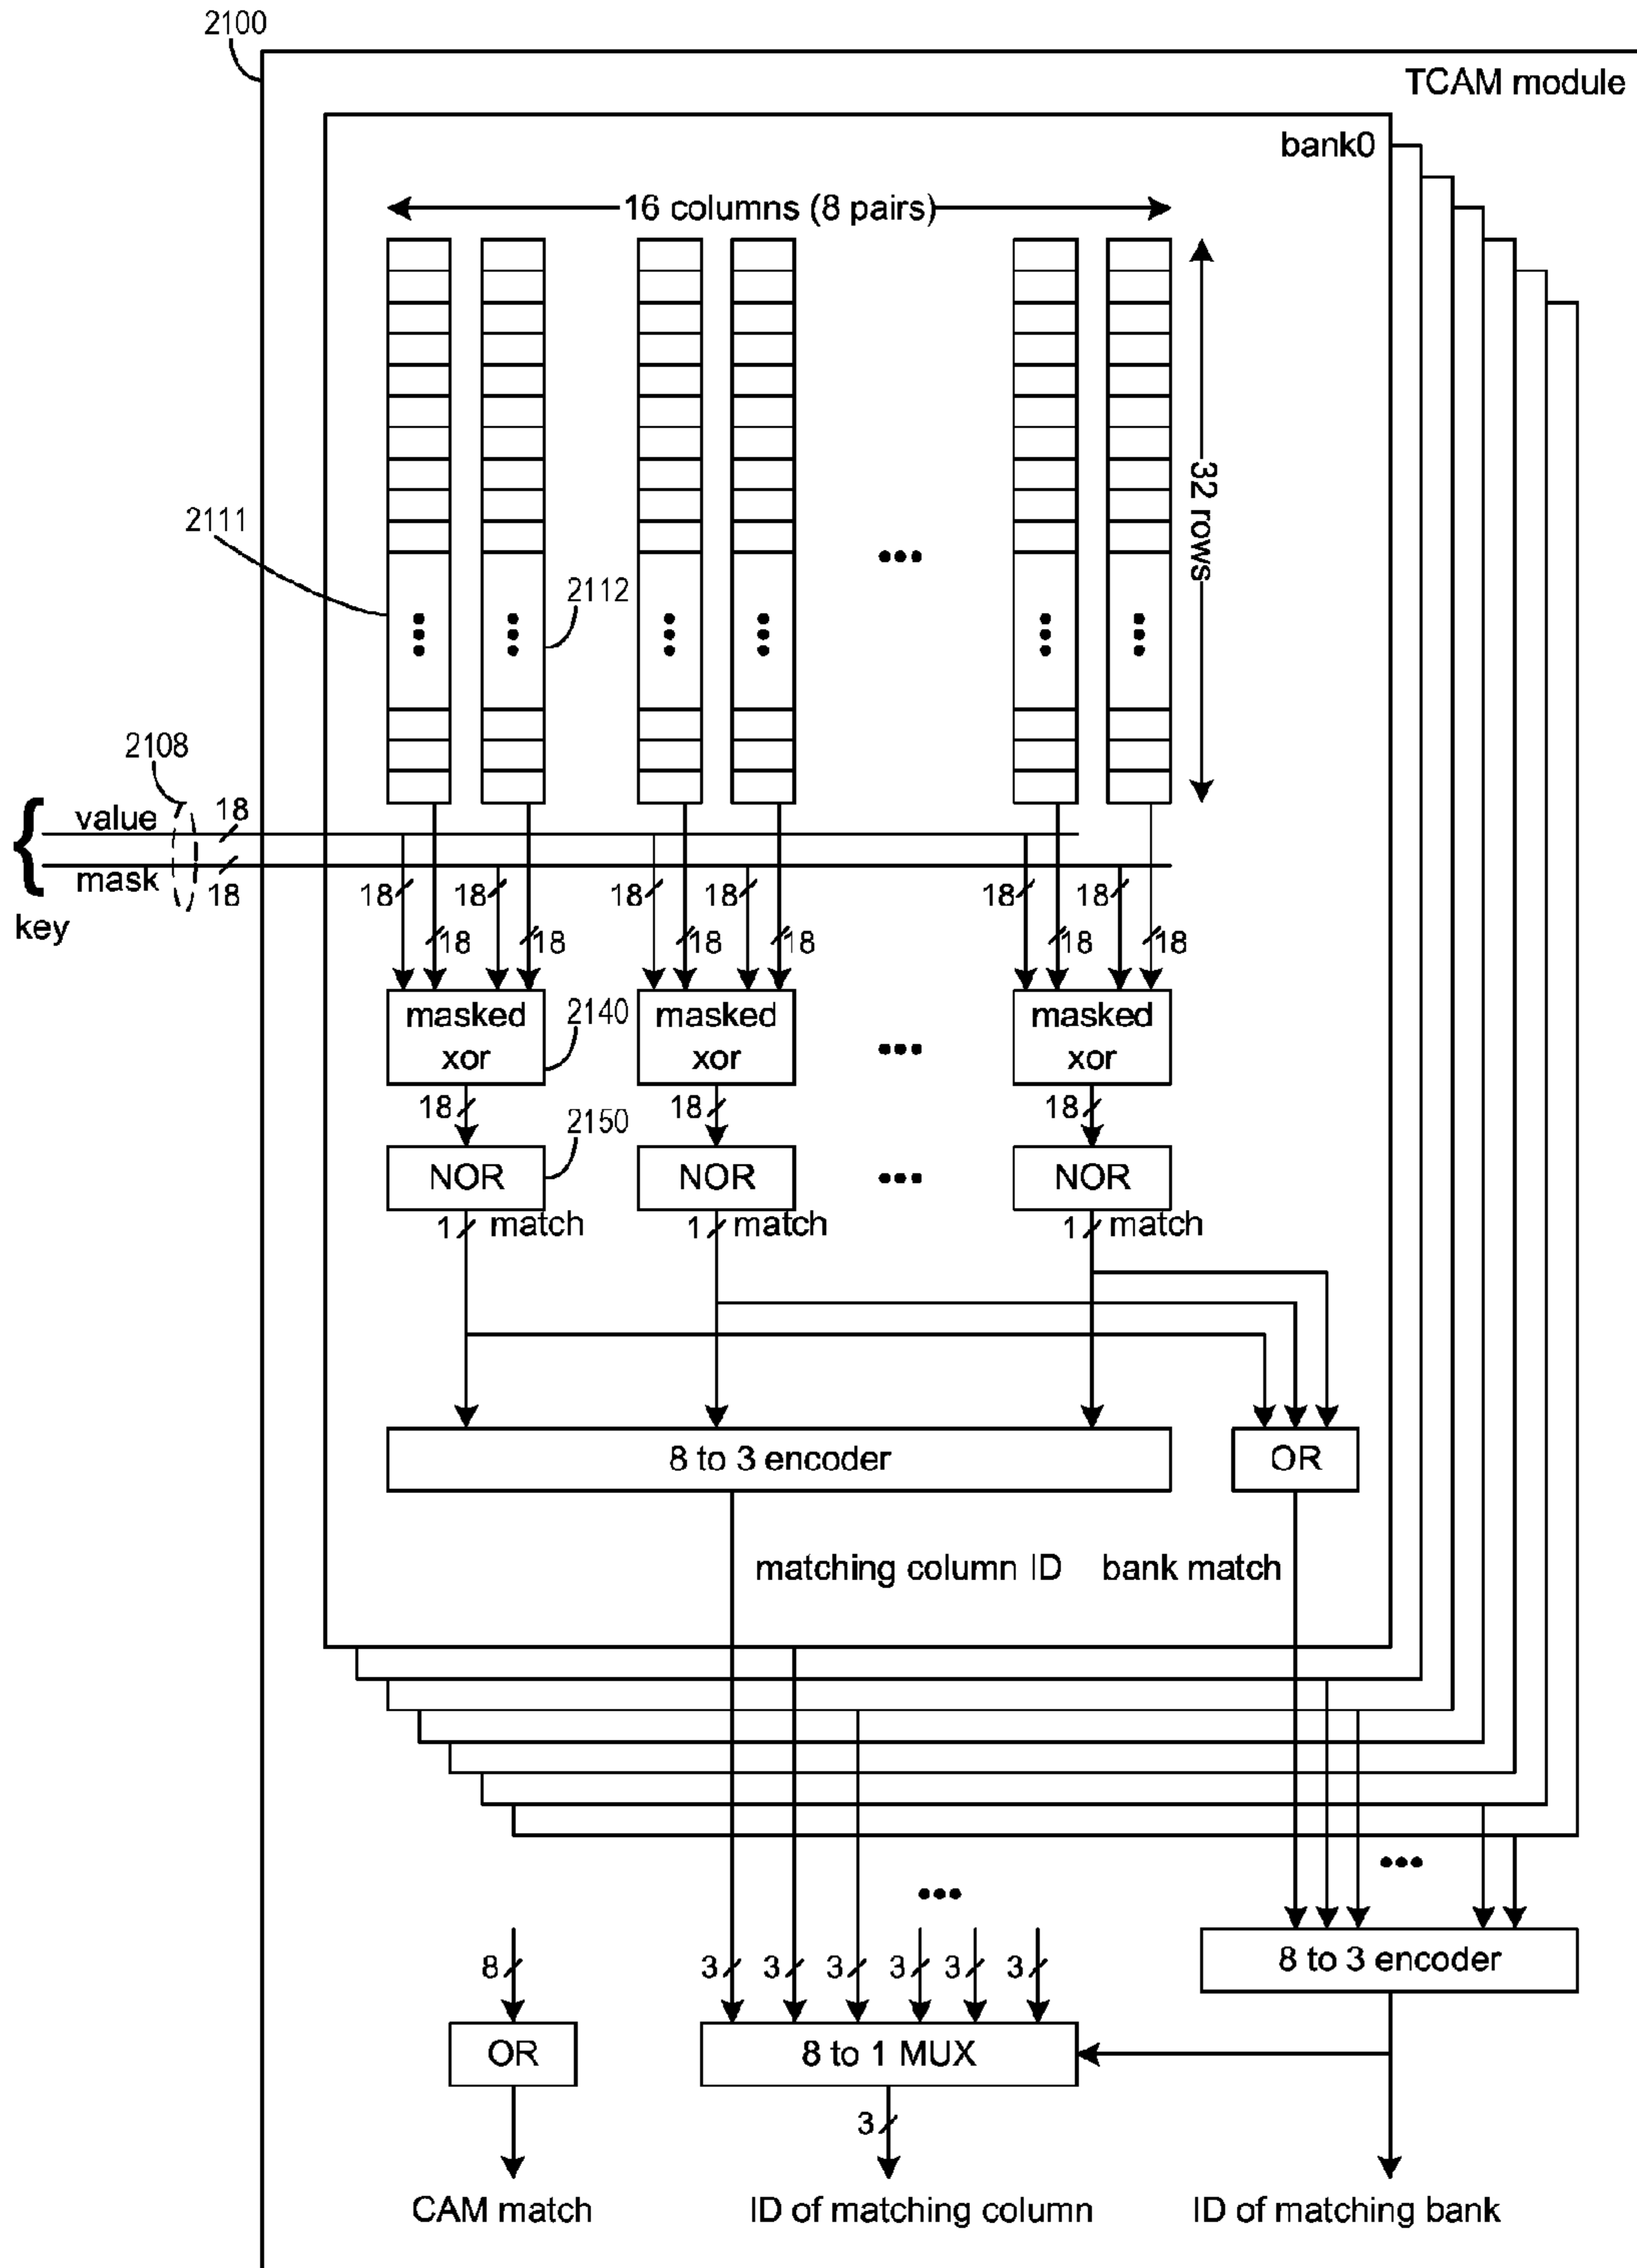 2100
TCAM module
bank0
16 columns (8 pairs)
32 rows
2111
2112
2108
{ value 18
mask 18
key
18 18 18 18 18 18
18 18 18 18 18 18
masked xor 2140 masked xor ••• masked xor
18 18 18
2150
NOR NOR ••• NOR
1 match 1 match 1 match
8 to 3 encoder OR
matching column ID bank match
•••
•••
8 3 3 3 3 3 3
8 to 3 encoder
OR 8 to 1 MUX
3
CAM match ID of matching column ID of matching bank